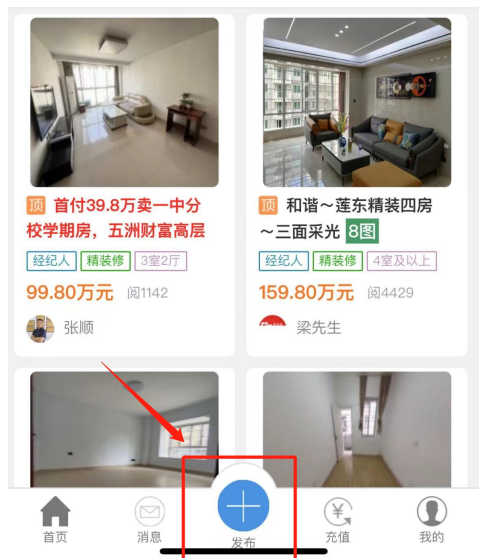 顶 首付39.8万卖一中分
校学期房，五洲财富高层
经纪人 精装修 3室2厅
99.80万元 阅1142
张顺
顶 和谐～莲东精装四房
～三面采光 8图
经纪人 精装修 4室及以上
159.80万元 阅4429
梁先生
首页 消息 发布 充值 我的